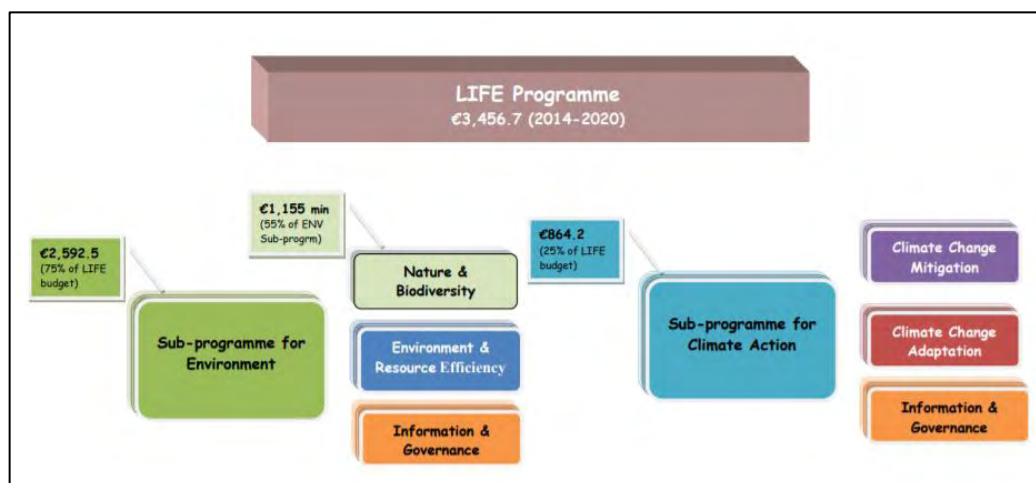 LIFE Programme
€3,456.7 (2014-2020)
€2,592.5
(75% of LIFE
budget)
Sub-programme for
Environment
€1,155 min
(55% of ENV
Sub-progrm)
Nature &
Biodiversity
Environment &
Resource Efficiency
Information &
Governance
€864.2
(25% of LIFE
budget)
Sub-programme for
Climate Action
Climate Change
Mitigation
Climate Change
Adaptation
Information &
Governance